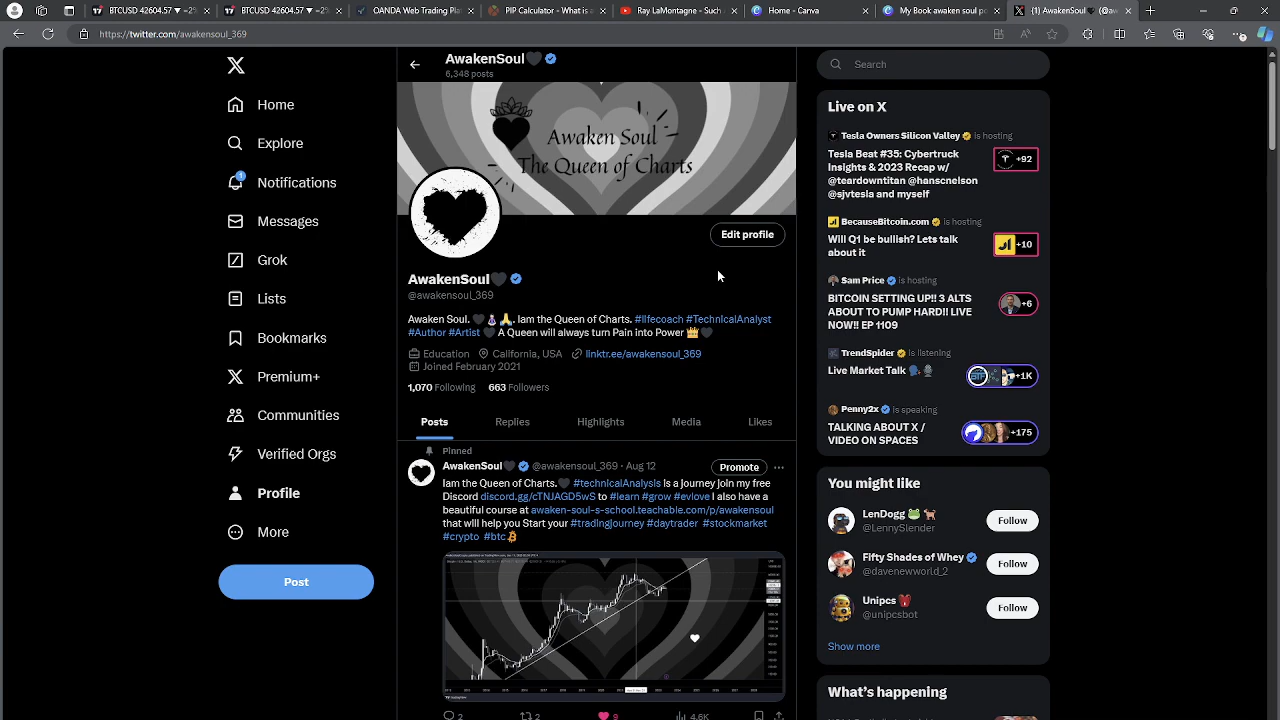 BTCUSD 42604.57 ▼ −2%
BTCUSD 42604.57 ▼ −2%
OANDA Web Trading Pla
PIP Calculator - What is a
Ray LaMontagne - Such
Home - Canva
My Book awaken soul po
(1) AwakenSoul🖤 (@aw
https://twitter.com/awakensoul_369
Home
Explore
1
Notifications
Messages
Grok
Lists
Bookmarks
Premium+
Communities
Verified Orgs
Profile
More
Post
AwakenSoul🖤
6,348 posts
Awaken Soul
The Queen of Charts
Edit profile
AwakenSoul🖤
@awakensoul_369
Awaken Soul. 🖤🙏. Iam the Queen of Charts. #lifecoach #TechnicalAnalyst
#Author #Artist 🖤 A Queen will always turn Pain into Power 👑🖤
Education California, USA linktr.ee/awakensoul_369
Joined February 2021
1,070 Following 663 Followers
Posts Replies Highlights Media Likes
Pinned
AwakenSoul🖤 @awakensoul_369 · Aug 12
Promote
Iam the Queen of Charts.🖤 #technicalAnalysis Is a journey join my free
Discord discord.gg/cTNJAGD5wS to #learn #grow #evlove I also have a
beautiful course at awaken-soul-s-school.teachable.com/p/awakensoul
that will help you Start your #tradingjourney #daytrader #stockmarket
#crypto #btc
2 2 9 4.6K
Search
Live on X
Tesla Owners Silicon Valley is hosting
Tesla Beat #35: Cybertruck
Insights & 2023 Recap w/
@teardowntitan @hanscnelson
@sjvtesla and myself
+92
BecauseBitcoin.com is hosting
Will Q1 be bullish? Lets talk
about it
+10
Sam Price is hosting
BITCOIN SETTING UP!! 3 ALTS
ABOUT TO PUMP HARD!! LIVE
NOW!! EP 1109
+6
TrendSpider is listening
Live Market Talk
+1K
Penny2x is speaking
TALKING ABOUT X /
VIDEO ON SPACES
+175
You might like
LenDogg
@LennySlender
Follow
Fifty Shades of Whey
@davenewworld_2
Follow
Unipcs
@unipcsbot
Follow
Show more
What's happening